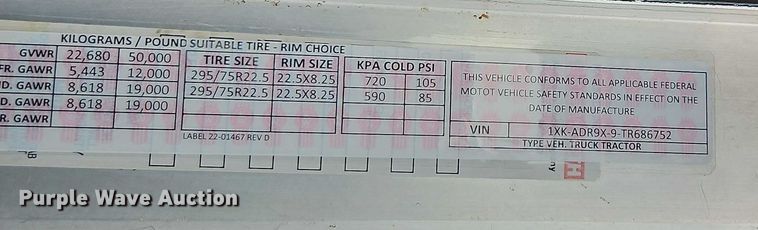 KILOGRAMS / POUND SUITABLE TIRE - RIM CHOICE
GVWR 22,680 50,000 TIRE SIZE RIM SIZE KPA COLD PSI
FR. GAWR 5,443 12,000 295/75R22.5 22.5X8.25 720 105
D. GAWR 8,618 19,000 295/75R22.5 22.5X8.25 590 85
D. GAWR 8,618 19,000
R. GAWR
THIS VEHICLE CONFORMS TO ALL APPLICABLE FEDERAL
MOTOT VEHICLE SAFETY STANDARDS IN EFFECT ON THE
DATE OF MANUFACTURE
VIN 1XK-ADR9X-9-TR686752
TYPE VEH. TRUCK TRACTOR
LABEL 22-01467 REV D
ny
H
Purple Wave Auction